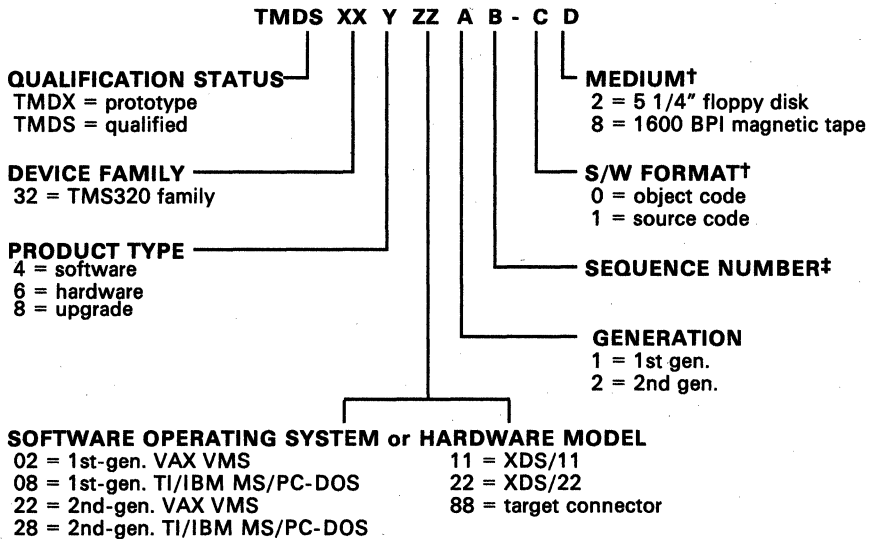 TMDS XX Y ZZ A B - C D
QUALIFICATION STATUS
TMDX = prototype
TMDS = qualified
DEVICE FAMILY
32 = TMS320 family
PRODUCT TYPE
4 = software
6 = hardware
8 = upgrade
MEDIUM†
2 = 5 1/4" floppy disk
8 = 1600 BPI magnetic tape
S/W FORMAT†
0 = object code
1 = source code
SEQUENCE NUMBER‡
GENERATION
1 = 1st gen.
2 = 2nd gen.
SOFTWARE OPERATING SYSTEM or HARDWARE MODEL
02 = 1st-gen. VAX VMS
08 = 1st-gen. TI/IBM MS/PC-DOS
22 = 2nd-gen. VAX VMS
28 = 2nd-gen. TI/IBM MS/PC-DOS
11 = XDS/11
22 = XDS/22
88 = target connector